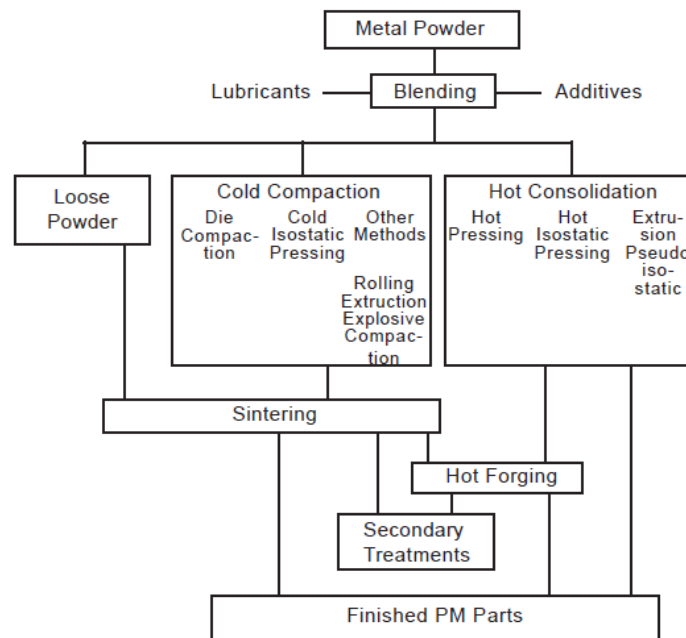 Metal Powder
Lubricants
Blending
Additives
Loose
Powder
Cold Compaction
Die
Compac-
tion
Cold
Isostatic
Pressing
Other
Methods
Rolling
Extruction
Explosive
Compac-
tion
Hot Consolidation
Hot
Pressing
Hot
Isostatic
Pressing
Extru-
sion
Pseudo
iso-
static
Sintering
Hot Forging
Secondary
Treatments
Finished PM Parts